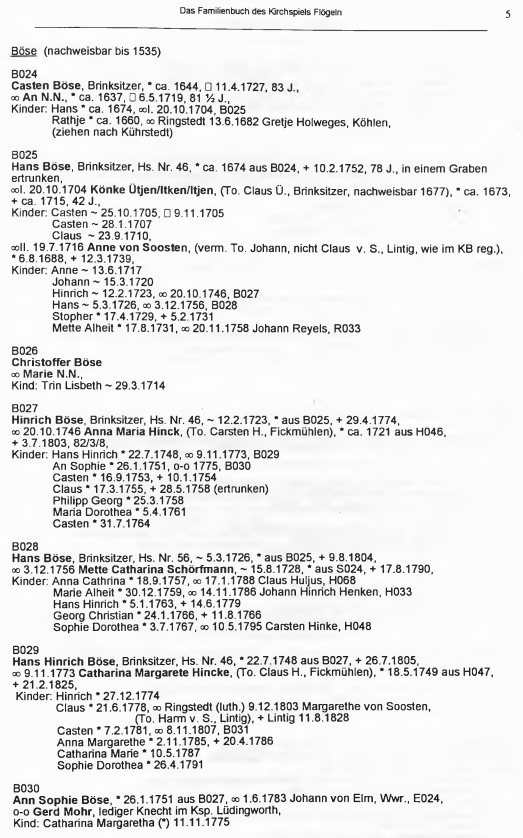 Das Familienbuch des Kirchspiels Flögeln
5
Böse (nachweisbar bis 1535)
B024
Casten Böse, Brinksitzer, * ca. 1644, □ 11.4.1727, 83 J.,
∞ An N.N., * ca. 1637, □ 6.5.1719, 81 ½ J.,
Kinder: Hans * ca. 1674, ∞I. 20.10.1704, B025
Rathje * ca. 1660, ∞ Ringstedt 13.6.1682 Gretje Holweges, Köhlen,
(ziehen nach Kührstedt)
B025
Hans Böse, Brinksitzer, Hs. Nr. 46, * ca. 1674 aus B024, + 10.2.1752, 78 J., in einem Graben
ertrunken,
∞I. 20.10.1704 Könke Ütjen/Itken/Itjen, (To. Claus Ü., Brinksitzer, nachweisbar 1677), * ca. 1673,
+ ca. 1715, 42 J.,
Kinder: Casten ~ 25.10.1705, □ 9.11.1705
Casten ~ 28.1.1707
Claus ~ 23.9.1710,
∞II. 19.7.1716 Anne von Soosten, (verm. To. Johann, nicht Claus v. S., Lintig, wie im KB reg.),
* 6.8.1688, + 12.3.1739,
Kinder: Anne ~ 13.6.1717
Johann ~ 15.3.1720
Hinrich ~ 12.2.1723, ∞ 20.10.1746, B027
Hans ~ 5.3.1726, ∞ 3.12.1756, B028
Stopher * 17.4.1729, + 5.2.1731
Mette Alheit * 17.8.1731, ∞ 20.11.1758 Johann Reyels, R033
B026
Christoffer Böse
∞ Marie N.N.,
Kind: Trin Lisbeth ~ 29.3.1714
B027
Hinrich Böse, Brinksitzer, Hs. Nr. 46, ~ 12.2.1723, * aus B025, + 29.4.1774,
∞ 20.10.1746 Anna Maria Hinck, (To. Carsten H., Fickmühlen), * ca. 1721 aus H046,
+ 3.7.1803, 82/3/8,
Kinder: Hans Hinrich * 22.7.1748, ∞ 9.11.1773, B029
An Sophie * 26.1.1751, o-o 1775, B030
Casten * 16.9.1753, + 10.1.1754
Claus * 17.3.1755, + 28.5.1758 (ertrunken)
Philipp Georg * 25.3.1758
Maria Dorothea * 5.4.1761
Casten * 31.7.1764
B028
Hans Böse, Brinksitzer, Hs. Nr. 56, ~ 5.3.1726, * aus B025, + 9.8.1804,
∞ 3.12.1756 Mette Catharina Schörfmann, ~ 15.8.1728, * aus S024, + 17.8.1790,
Kinder: Anna Cathrina * 18.9.1757, ∞ 17.1.1788 Claus Huljus, H068
Marie Alheit * 30.12.1759, ∞ 14.11.1786 Johann Hinrich Henken, H033
Hans Hinrich * 5.1.1763, + 14.6.1779
Georg Christian * 24.1.1766, + 11.8.1766
Sophie Dorothea * 3.7.1767, ∞ 10.5.1795 Carsten Hinke, H048
B029
Hans Hinrich Böse, Brinksitzer, Hs. Nr. 46, * 22.7.1748 aus B027, + 26.7.1805,
∞ 9.11.1773 Catharina Margarete Hincke, (To. Claus H., Fickmühlen), * 18.5.1749 aus H047,
+ 21.2.1825,
Kinder: Hinrich * 27.12.1774
Claus * 21.6.1778, ∞ Ringstedt (luth.) 9.12.1803 Margarethe von Soosten,
(To. Harm v. S., Lintig), + Lintig 11.8.1828
Casten * 7.2.1781, ∞ 8.11.1807, B031
Anna Margarethe * 2.11.1785, + 20.4.1786
Catharina Marie * 10.5.1787
Sophie Dorothea * 26.4.1791
B030
Ann Sophie Böse, * 26.1.1751 aus B027, ∞ 1.6.1783 Johann von Elm, Wwr., E024,
o-o Gerd Mohr, lediger Knecht im Ksp. Lüdingworth,
Kind: Catharina Margaretha (*) 11.11.1775